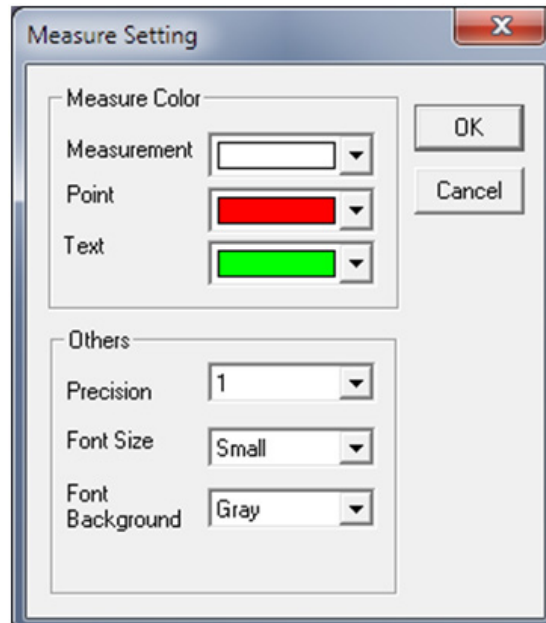 Measure Setting
Measure Color
Measurement
Point
Text
OK
Cancel
Others
Precision
1
Font Size
Small
Font
Background
Gray